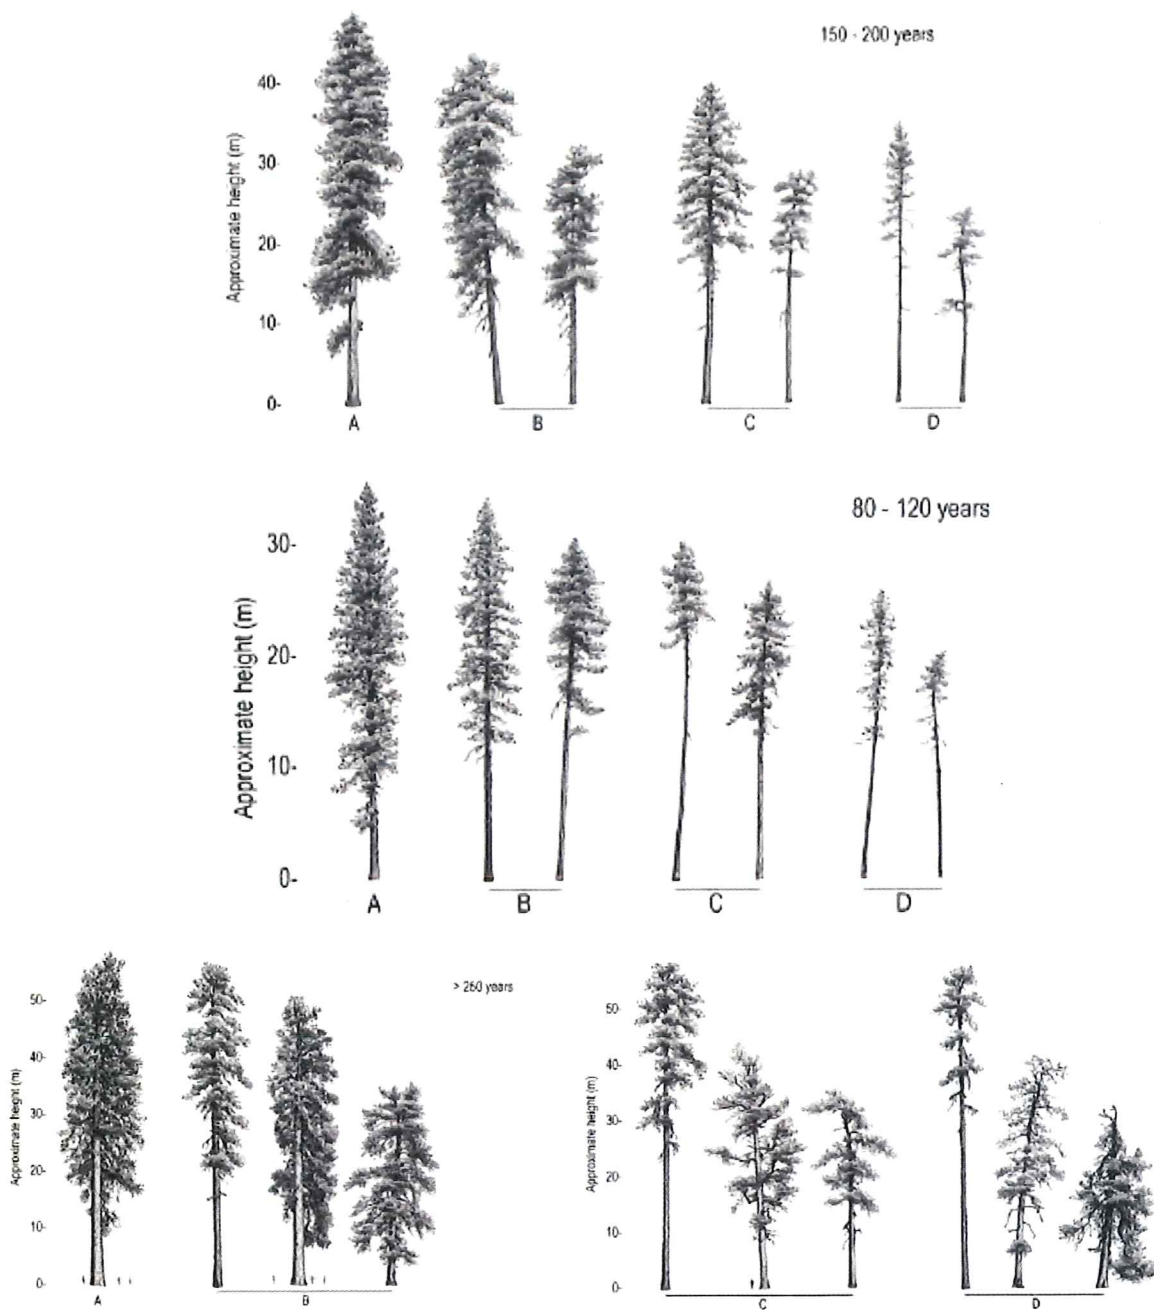 150 - 200 years
Approximate height (m)
40-
30-
20-
10-
0-
A
B
C
D
80 - 120 years
Approximate height (m)
30-
20-
10-
0-
A
B
C
D
> 260 years
Approximate height (m)
50-
40-
30-
20-
10-
0-
A
B
Approximate height (m)
50-
40-
30-
20-
10-
0-
C
D